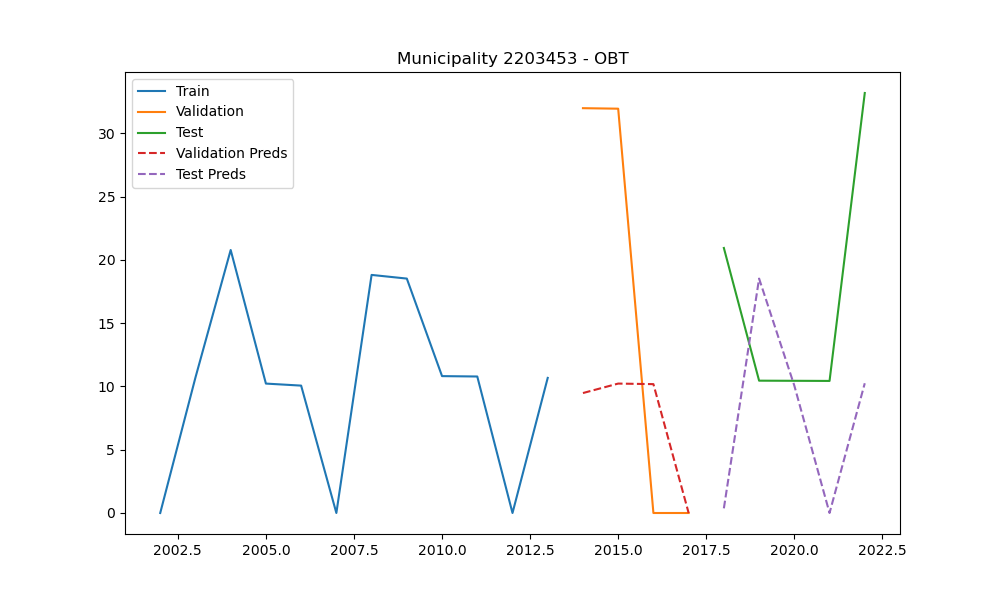 Municipality 2203453 - OBT
Train
Validation
Test
Validation Preds
Test Preds
30
25
20
15
10
5
0
2002.5 2005.0 2007.5 2010.0 2012.5 2015.0 2017.5 2020.0 2022.5